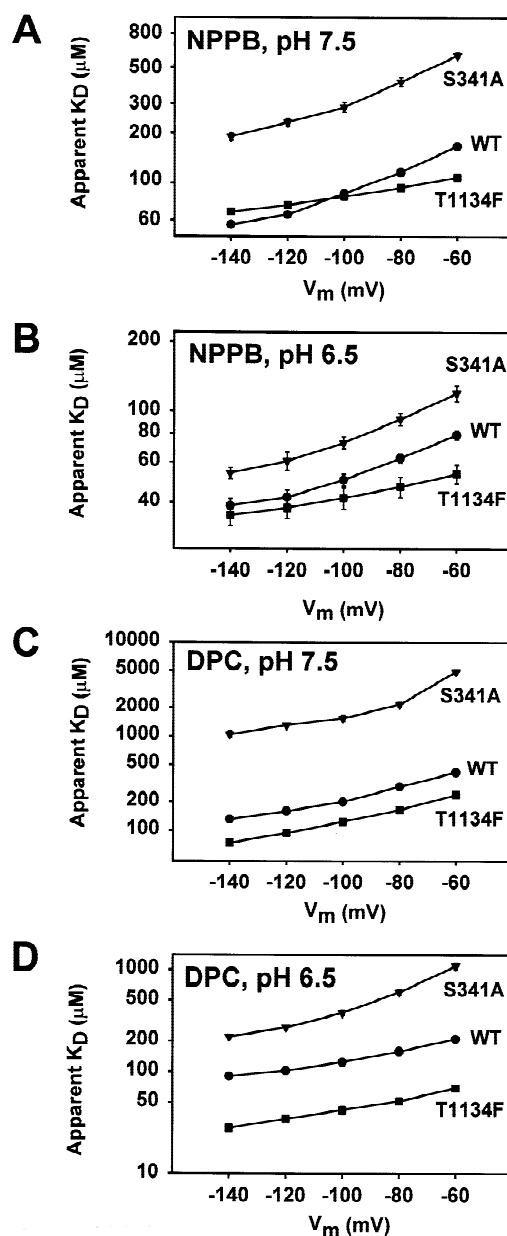 A
NPPB, pH 7.5
Apparent KD (μM)
800
500
300
200
100
60
S341A
WT
T1134F
-140 -120 -100 -80 -60
Vm (mV)
B
NPPB, pH 6.5
Apparent KD (μM)
200
100
80
60
40
S341A
WT
T1134F
-140 -120 -100 -80 -60
Vm (mV)
C
DPC, pH 7.5
Apparent KD (μM)
10000
5000
2000
1000
500
200
100
S341A
WT
T1134F
-140 -120 -100 -80 -60
Vm (mV)
D
DPC, pH 6.5
Apparent KD (μM)
1000
500
200
100
50
10
S341A
WT
T1134F
-140 -120 -100 -80 -60
Vm (mV)